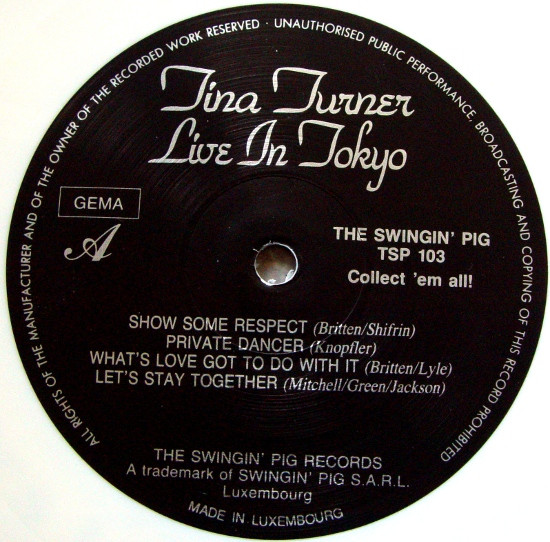 ALL RIGHTS OF THE MANUFACTURER AND OF THE OWNER OF THE RECORDED WORK RESERVED · UNAUTHORISED PUBLIC PERFORMANCE, BROADCASTING AND COPYING OF THIS RECORD PROHIBITED
Tina Turner
Live In Tokyo
GEMA
A
THE SWINGIN' PIG
TSP 103
Collect 'em all!
SHOW SOME RESPECT (Britten/Shifrin)
PRIVATE DANCER (Knopfler)
WHAT'S LOVE GOT TO DO WITH IT (Britten/Lyle)
LET'S STAY TOGETHER (Mitchell/Green/Jackson)
THE SWINGIN' PIG RECORDS
A trademark of SWINGIN' PIG S.A.R.L.
Luxembourg
MADE IN LUXEMBOURG